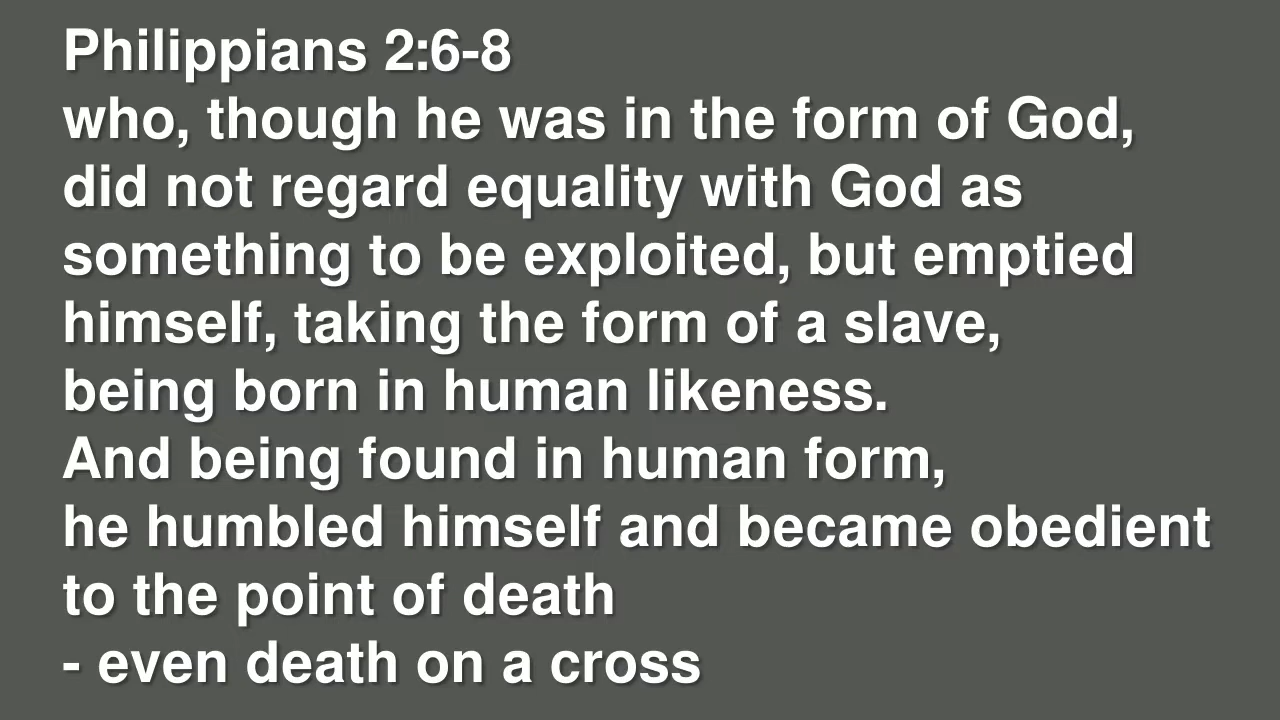 Philippians 2:6-8
who, though he was in the form of God,
did not regard equality with God as
something to be exploited, but emptied
himself, taking the form of a slave,
being born in human likeness.
And being found in human form,
he humbled himself and became obedient
to the point of death
- even death on a cross